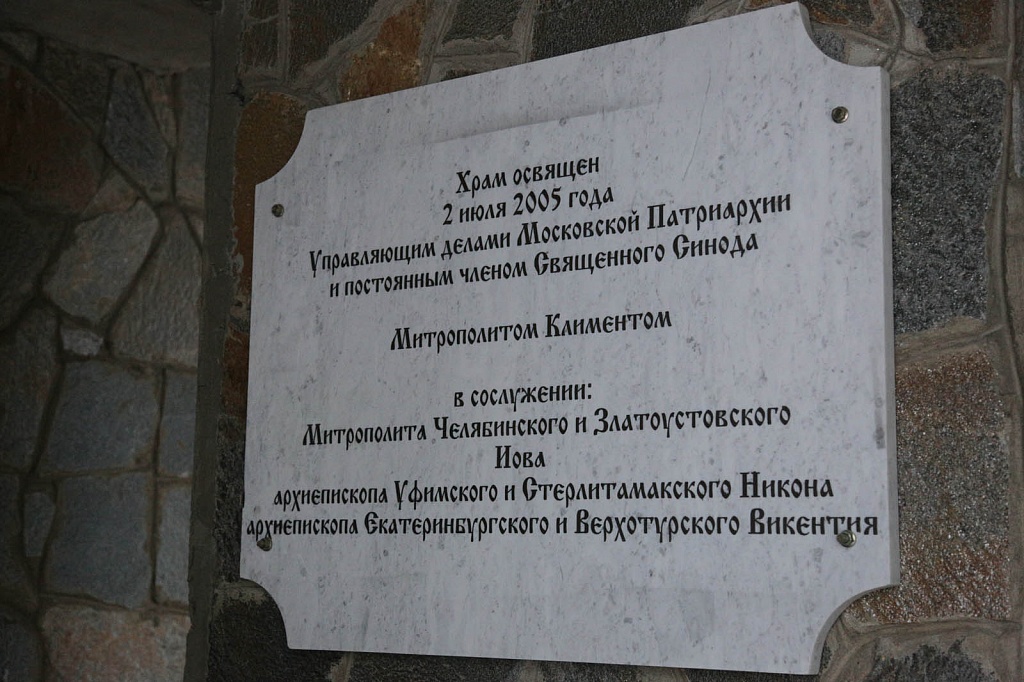 Храм освящен
2 июля 2005 года
Управляющим делами Московской Патриархии
и постоянным членом Священного Синода
Митрополитом Климентом
в сослужении:
Митрополита Челябинского и Златоустовского
Иова
архиепископа Уфимского и Стерлитамакского Никона
архиепископа Екатеринбургского и Верхотурского Викентия